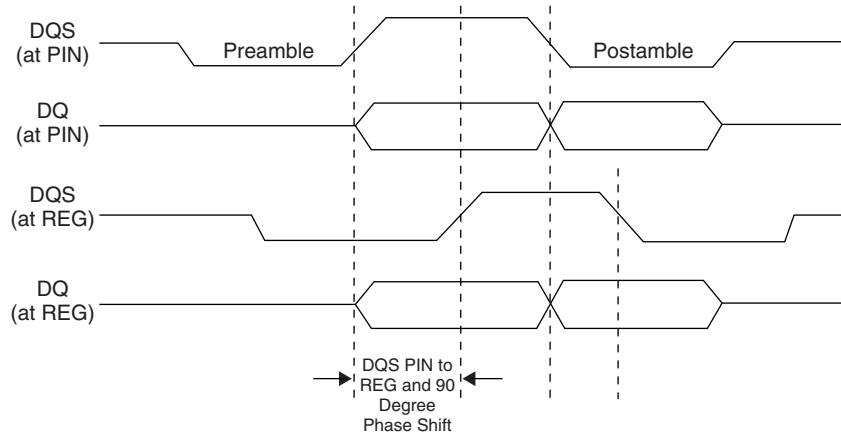 DQS
(at PIN)
Preamble
Postamble
DQ
(at PIN)
DQS
(at REG)
DQ
(at REG)
DQS PIN to
REG and 90
Degree
Phase Shift